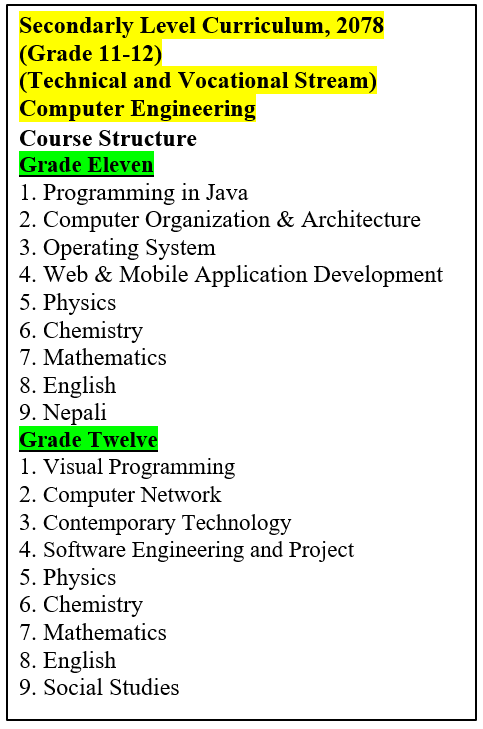 Secondarly Level Curriculum, 2078
(Grade 11-12)
(Technical and Vocational Stream)
Computer Engineering
Course Structure
Grade Eleven
1. Programming in Java
2. Computer Organization & Architecture
3. Operating System
4. Web & Mobile Application Development
5. Physics
6. Chemistry
7. Mathematics
8. English
9. Nepali
Grade Twelve
1. Visual Programming
2. Computer Network
3. Contemporary Technology
4. Software Engineering and Project
5. Physics
6. Chemistry
7. Mathematics
8. English
9. Social Studies